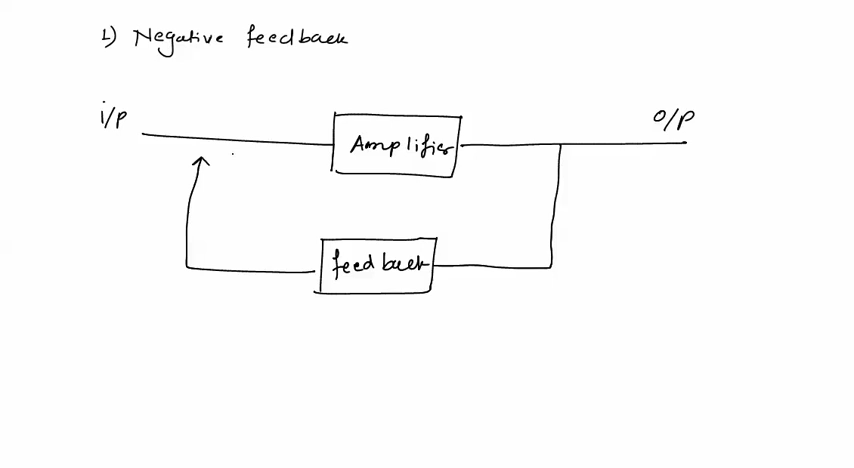 1) Negative feedback
i/p
O/P
Amplifier
feedback